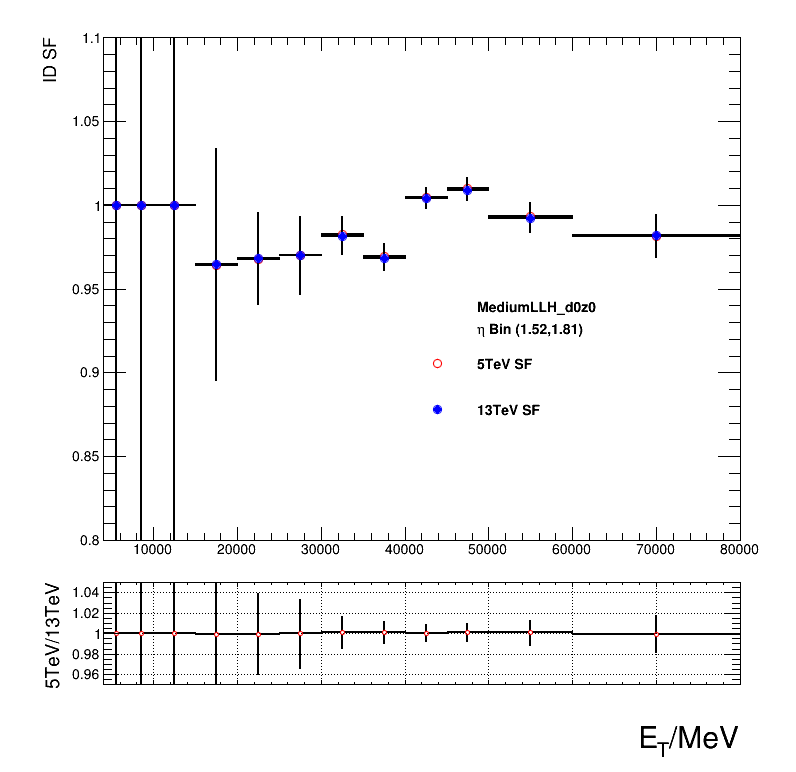 ID SF
1.1
1.05
1
0.95
0.9
0.85
0.8
MediumLLH_d0z0
η Bin (1.52,1.81)
5TeV SF
13TeV SF
10000 20000 30000 40000 50000 60000 70000 80000
5TeV/13TeV
1.04
1.02
1
0.98
0.96
E_T/MeV